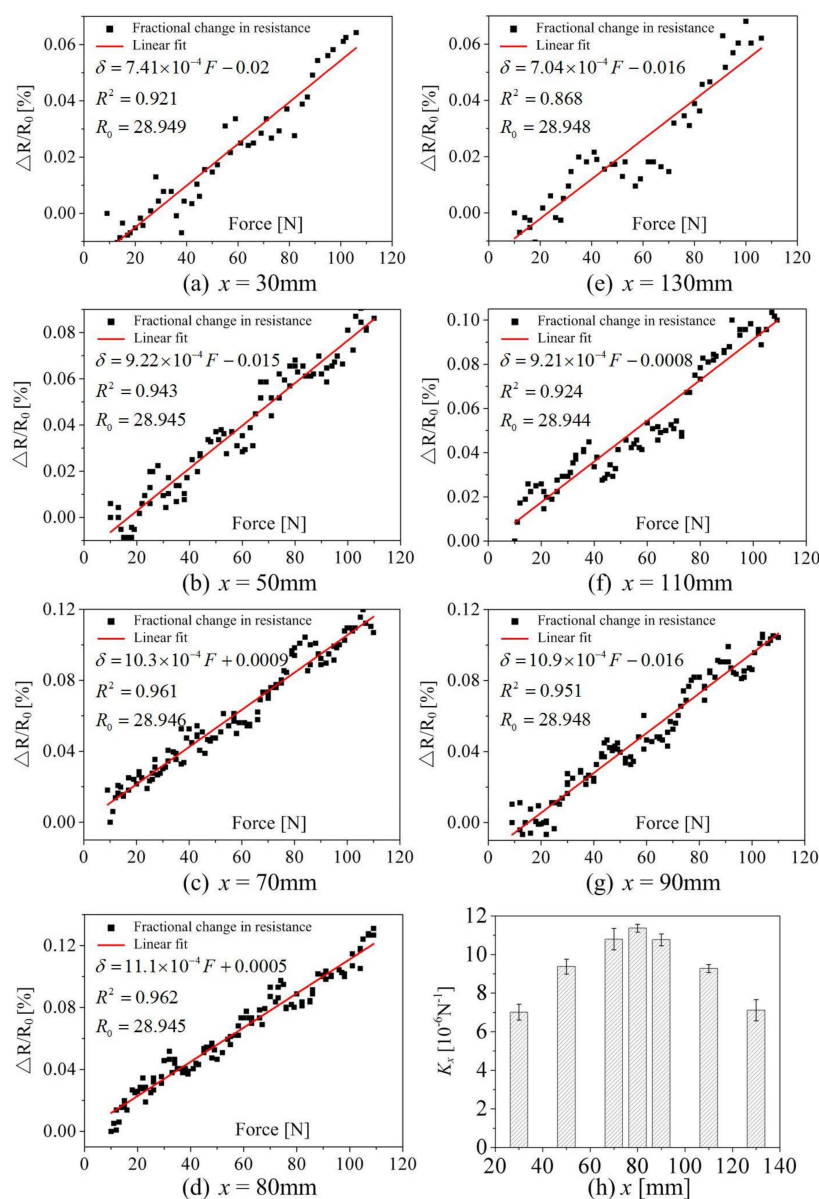 Fractional change in resistance
Linear fit
δ = 7.41×10⁻⁴ F − 0.02
R² = 0.921
R₀ = 28.949
△R/R₀ [%]
0.06
0.04
0.02
0.00
Force [N]
0 20 40 60 80 100 120
(a) x = 30mm
Fractional change in resistance
Linear fit
δ = 7.04×10⁻⁴ F − 0.016
R² = 0.868
R₀ = 28.948
△R/R₀ [%]
0.06
0.04
0.02
0.00
Force [N]
0 20 40 60 80 100 120
(e) x = 130mm
Fractional change in resistance
Linear fit
δ = 9.22×10⁻⁴ F − 0.015
R² = 0.943
R₀ = 28.945
△R/R₀ [%]
0.08
0.06
0.04
0.02
0.00
Force [N]
0 20 40 60 80 100 120
(b) x = 50mm
Fractional change in resistance
Linear fit
δ = 9.21×10⁻⁴ F − 0.0008
R² = 0.924
R₀ = 28.944
△R/R₀ [%]
0.10
0.08
0.06
0.04
0.02
0.00
Force [N]
0 20 40 60 80 100 120
(f) x = 110mm
Fractional change in resistance
Linear fit
δ = 10.3×10⁻⁴ F + 0.0009
R² = 0.961
R₀ = 28.946
△R/R₀ [%]
0.12
0.08
0.04
0.00
Force [N]
0 20 40 60 80 100 120
(c) x = 70mm
Fractional change in resistance
Linear fit
δ = 10.9×10⁻⁴ F − 0.016
R² = 0.951
R₀ = 28.948
△R/R₀ [%]
0.12
0.08
0.04
0.00
Force [N]
0 20 40 60 80 100 120
(g) x = 90mm
Fractional change in resistance
Linear fit
δ = 11.1×10⁻⁴ F + 0.0005
R² = 0.962
R₀ = 28.945
△R/R₀ [%]
0.12
0.08
0.04
0.00
Force [N]
0 20 40 60 80 100 120
(d) x = 80mm
Kₓ [10⁻⁶N⁻¹]
12
10
8
6
4
2
0
20 40 60 80 100 120 140
(h) x [mm]